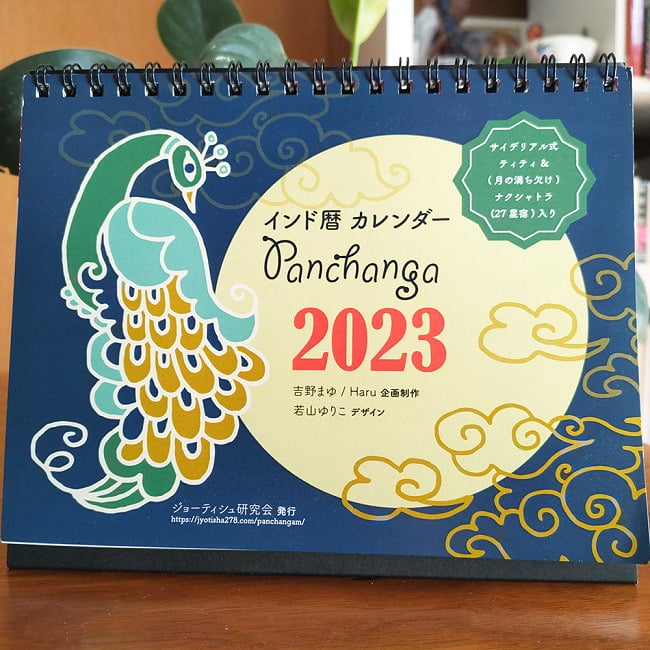 サイデリアル式
ティティ&
(月の満ち欠け)
ナクシャトラ
(27星宿)入り
インド暦 カレンダー
Panchanga
2023
吉野まゆ / Haru 企画制作
若山ゆりこ デザイン
ジョーティシュ研究会 発行
https://jyotisha278.com/panchangam/